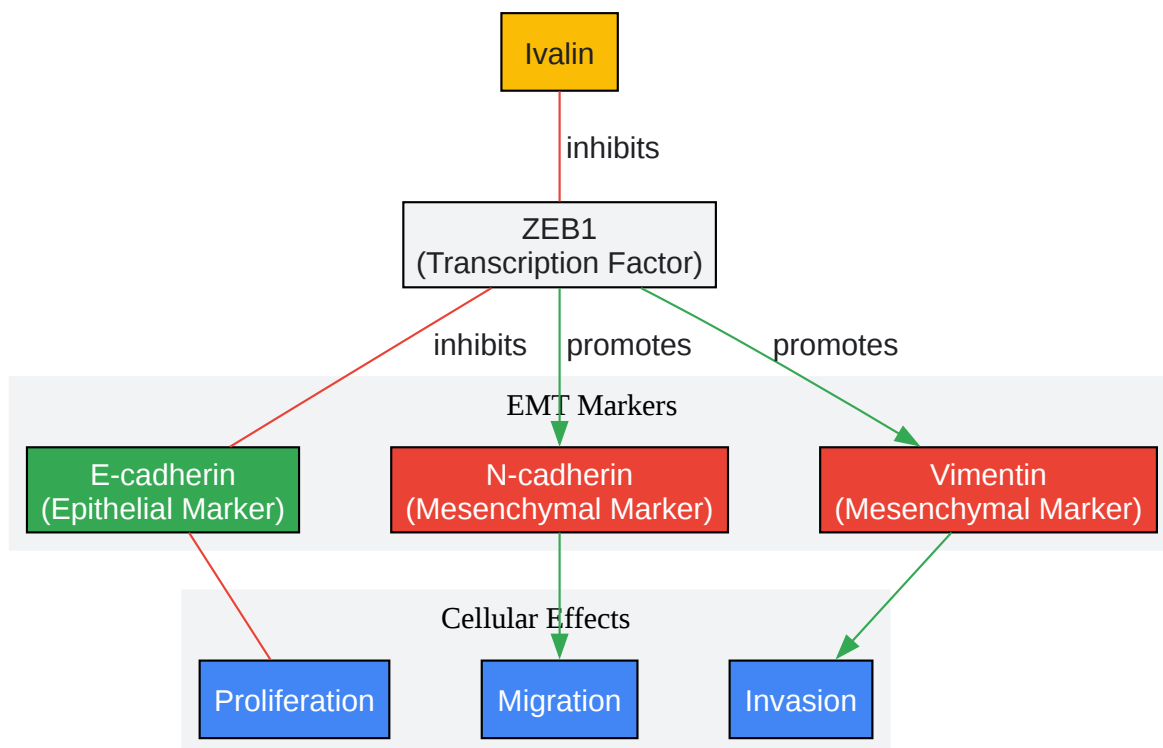 Ivalin
inhibits
ZEB1
(Transcription Factor)
inhibits
promotes
promotes
EMT Markers
E-cadherin
(Epithelial Marker)
N-cadherin
(Mesenchymal Marker)
Vimentin
(Mesenchymal Marker)
Cellular Effects
Proliferation
Migration
Invasion